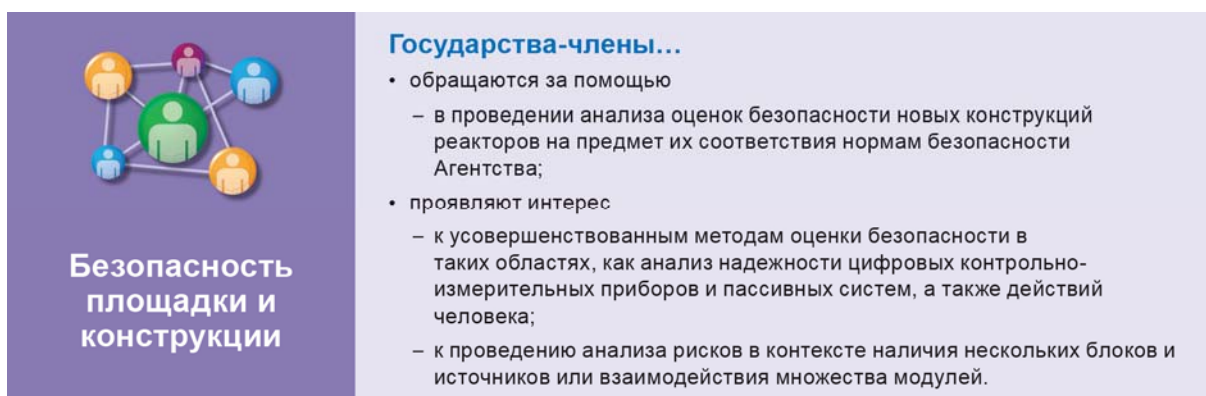 Безопасность
площадки и
конструкции
Государства-члены…
• обращаются за помощью
– в проведении анализа оценок безопасности новых конструкций
реакторов на предмет их соответствия нормам безопасности
Агентства;
• проявляют интерес
– к усовершенствованным методам оценки безопасности в
таких областях, как анализ надежности цифровых контрольно-
измерительных приборов и пассивных систем, а также действий
человека;
– к проведению анализа рисков в контексте наличия нескольких блоков и
источников или взаимодействия множества модулей.